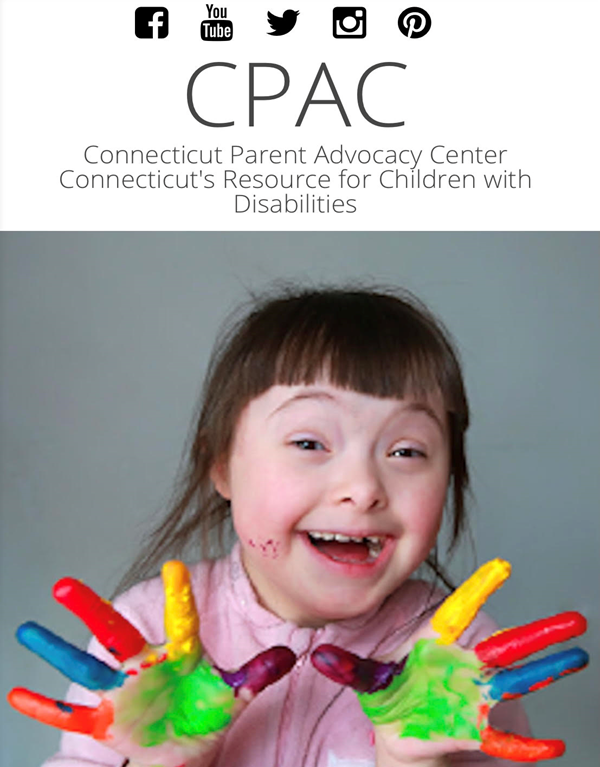 You
Tube
CPAC
Connecticut Parent Advocacy Center
Connecticut's Resource for Children with
Disabilities